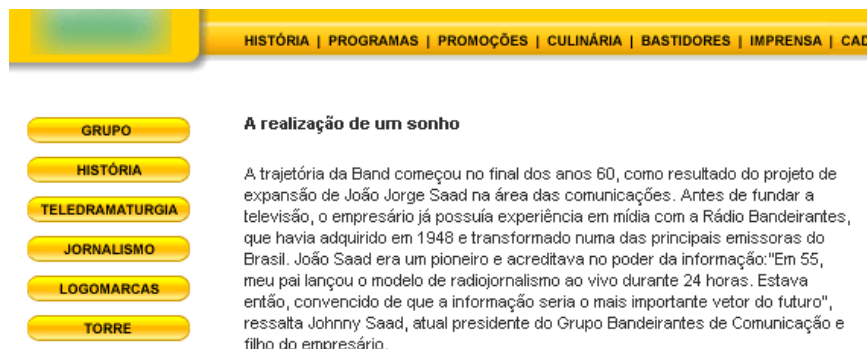 HISTÓRIA | PROGRAMAS | PROMOÇÕES | CULINÁRIA | BASTIDORES | IMPRENSA | CAD
GRUPO
HISTÓRIA
TELEDRAMATURGIA
JORNALISMO
LOGOMARCAS
TORRE
A realização de um sonho
A trajetória da Band começou no final dos anos 60, como resultado do projeto de
expansão de João Jorge Saad na área das comunicações. Antes de fundar a
televisão, o empresário já possuía experiência em mídia com a Rádio Bandeirantes,
que havia adquirido em 1948 e transformado numa das principais emissoras do
Brasil. João Saad era um pioneiro e acreditava no poder da informação:"Em 55,
meu pai lançou o modelo de radiojornalismo ao vivo durante 24 horas. Estava
então, convencido de que a informação seria o mais importante vetor do futuro",
ressalta Johnny Saad, atual presidente do Grupo Bandeirantes de Comunicação e
filho do empresário.